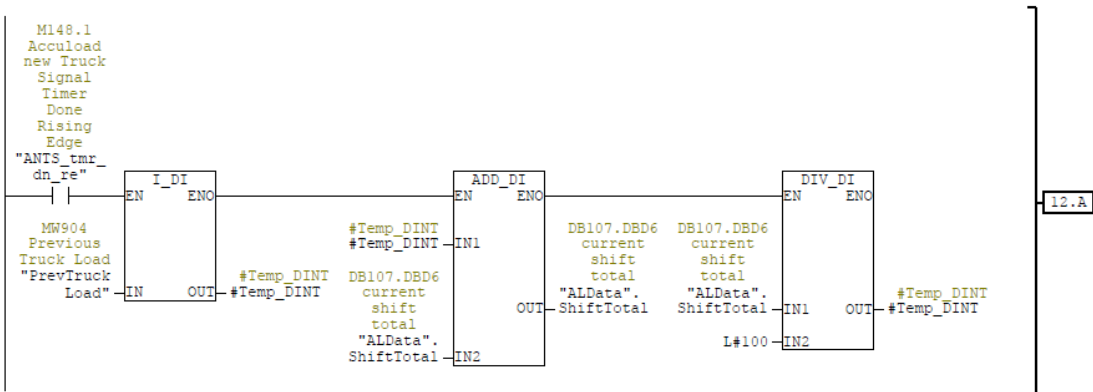 M148.1
Accuload
new Truck
Signal
Timer
Done
Rising
Edge
"ANTS_tmr_
dn_re"
I_DI
EN ENO
MW904
Previous
Truck Load
"PrevTruck
Load"
IN OUT
#Temp_DINT
#Temp_DINT
ADD_DI
EN ENO
#Temp_DINT
#Temp_DINT
IN1
DB107.DBD6
current
shift
total
"ALData".
ShiftTotal
IN2
DB107.DBD6
current
shift
total
"ALData".
OUT ShiftTotal
DIV_DI
EN ENO
DB107.DBD6
current
shift
total
"ALData".
ShiftTotal
IN1 OUT
#Temp_DINT
#Temp_DINT
L#100
IN2
12.A